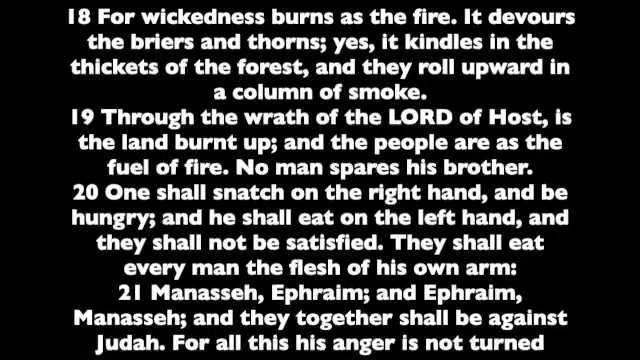 18 For wickedness burns as the fire. It devours
the briers and thorns; yes, it kindles in the
thickets of the forest, and they roll upward in
a column of smoke.
19 Through the wrath of the LORD of Host, is
the land burnt up; and the people are as the
fuel of fire. No man spares his brother.
20 One shall snatch on the right hand, and be
hungry; and he shall eat on the left hand, and
they shall not be satisfied. They shall eat
every man the flesh of his own arm:
21 Manasseh, Ephraim; and Ephraim,
Manasseh; and they together shall be against
Judah. For all this his anger is not turned